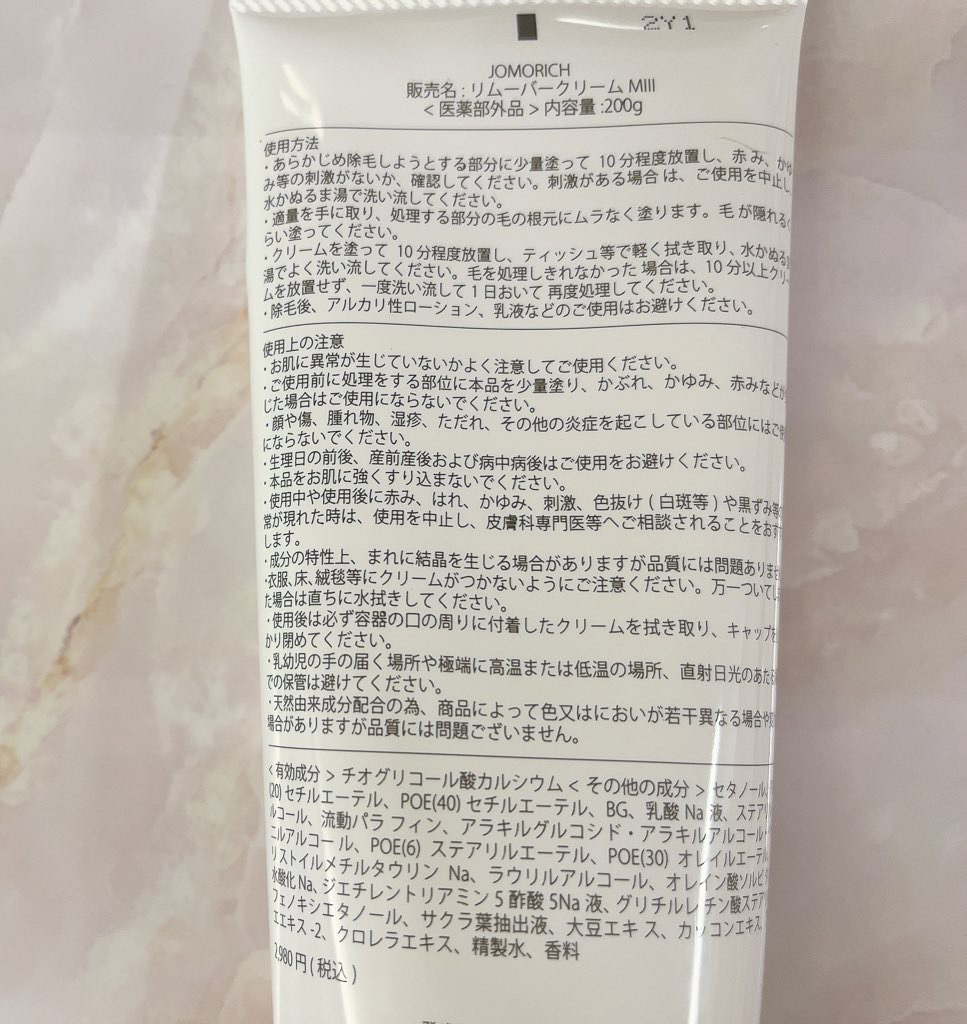 2Y1
JOMORICH
販売名 : リムーバークリーム MIII
< 医薬部外品 > 内容量 :200g
使用方法
・あらかじめ除毛しようとする部分に少量塗って 10 分程度放置し、赤み、かゆ
み等の刺激がないか、確認してください。刺激がある場合 は、ご使用を中止し、
水かぬるま湯で洗い流してください。
・適量を手に取り、処理する部分の毛の根元にムラなく塗ります。毛 が隠れるく
らい塗ってください。
・クリームを塗って 10 分程度放置し、ティッシュ等で軽く拭き取り、水かぬるま
湯でよく洗い流してください。毛を処理しきれなかった 場合は、10 分以上クリー
ムを放置せず、一度洗い流して 1 日おいて 再度処理してください。
・除毛後、アルカリ性ローション、乳液などのご使用はお避けください。
使用上の注意
・お肌に異常が生じていないかよく注意してご使用ください。
・ご使用前に処理をする部位に本品を少量塗り、かぶれ、かゆみ、赤みなどが
じた場合はご使用にならないでください。
・顔や傷、腫れ物、湿疹、ただれ、その他の炎症を起こしている部位にはご使
にならないでください。
・生理日の前後、産前産後および病中病後はご使用をお避けください。
・本品をお肌に強くすり込まないでください。
・使用中や使用後に赤み、はれ、かゆみ、刺激、色抜け ( 白斑等 ) や黒ずみ等
常が現れた時は、使用を中止し、皮膚科専門医等へご相談されることをおす
します。
・成分の特性上、まれに結晶を生じる場合がありますが品質には問題ありませ
・衣服、床、絨毯等にクリームがつかないようにご注意ください。万一ついてし
た場合は直ちに水拭きしてください。
・使用後は必ず容器の口の周りに付着したクリームを拭き取り、キャップを
かり閉めてください。
・乳幼児の手の届く場所や極端に高温または低温の場所、直射日光のあたる
での保管は避けてください。
・天然由来成分配合の為、商品によって色又はにおいが若干異なる場合や
場合がありますが品質には問題ございません。
< 有効成分 > チオグリコール酸カルシウム < その他の成分 > セタノール、
(20) セチルエーテル、POE(40) セチルエーテル、BG、乳酸 Na 液、ステアリ
ルコール、流動パラ フィン、アラキルグルコシド・アラキルアルコール・
ニルアルコー ル、POE(6) ステアリルエーテル、POE(30) オレイルエーテル、
リストイルメチルタウリン Na、ラウリルアルコール、オレイン酸ソルビ
水酸化 Na、ジエチレントリアミン 5 酢酸 5Na 液、グリチルレチン酸ステア
フェノキシエタノール、サクラ葉抽出液、大豆エキ ス、カッコンエキス、
エエキス -2、クロレラエキス、精製水、香料
2,980 円 ( 税込 )